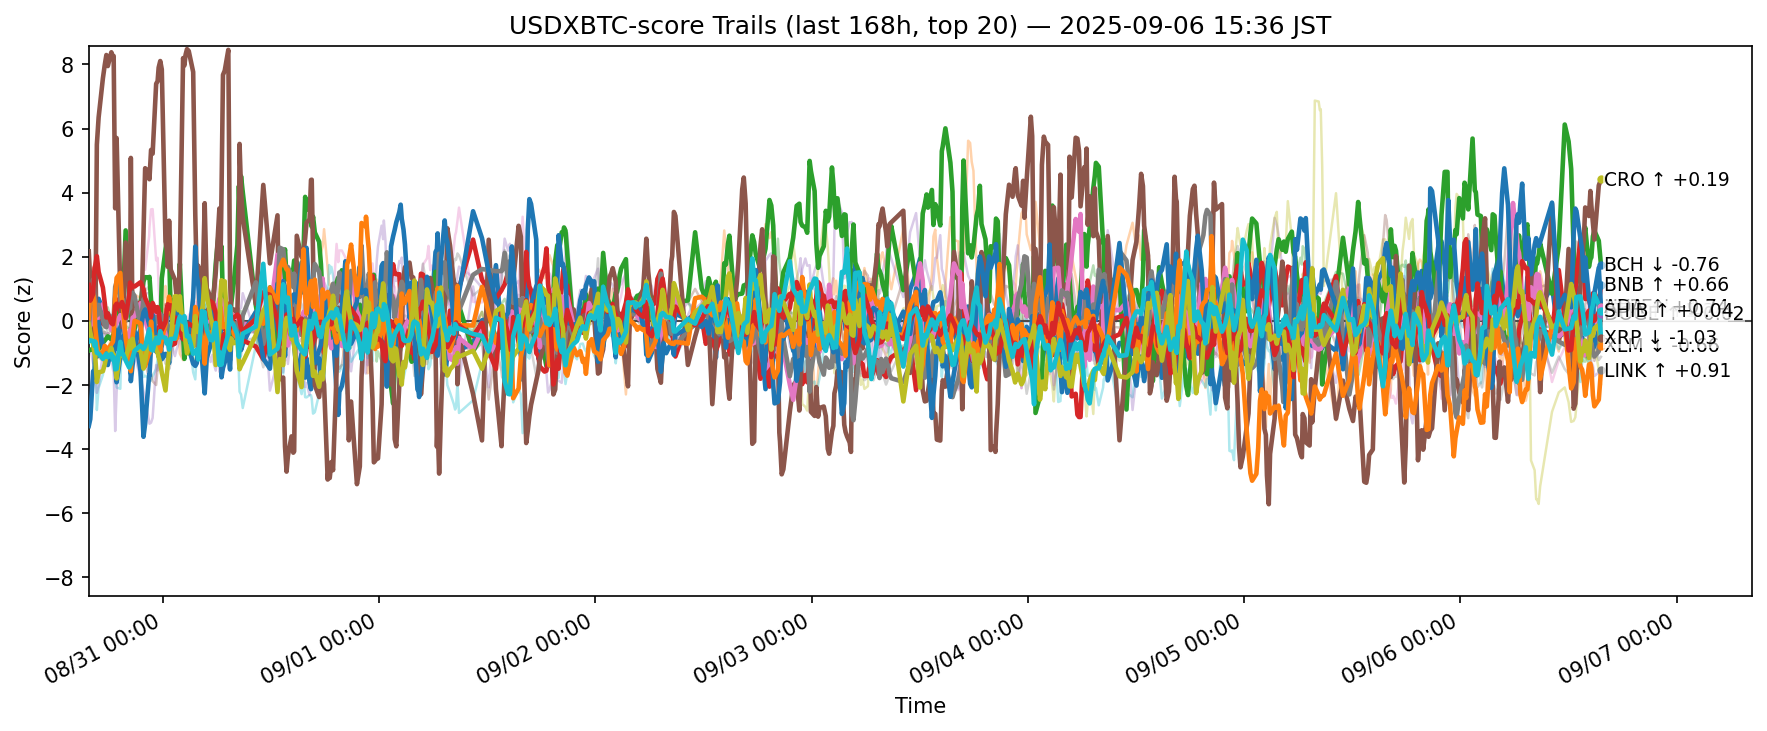 USDXBTC-score Trails (last 168h, top 20) — 2025-09-06 15:36 JST
Score (z)
8
6
4
2
0
−2
−4
−6
−8
CRO ↑ +0.19
BCH ↓ -0.76
BNB ↑ +0.66
SHIB ↑ +0.04
XRP ↓ -1.03
XLM ↓
LINK ↑ +0.91
08/31 00:00
09/01 00:00
09/02 00:00
09/03 00:00
09/04 00:00
09/05 00:00
09/06 00:00
09/07 00:00
Time